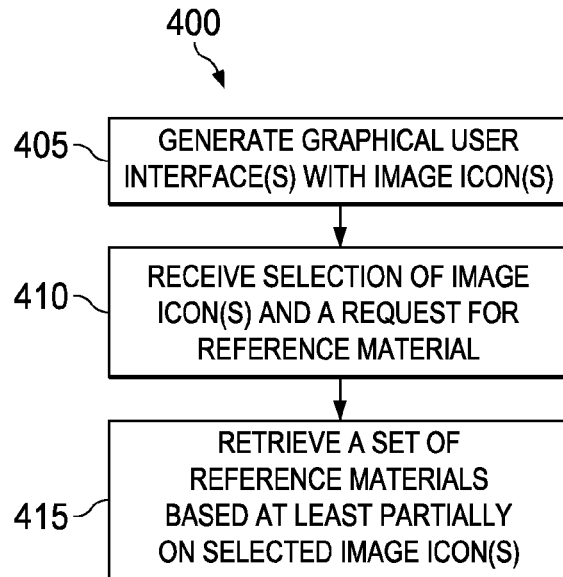 400
405
GENERATE GRAPHICAL USER
INTERFACE(S) WITH IMAGE ICON(S)
410
RECEIVE SELECTION OF IMAGE
ICON(S) AND A REQUEST FOR
REFERENCE MATERIAL
415
RETRIEVE A SET OF
REFERENCE MATERIALS
BASED AT LEAST PARTIALLY
ON SELECTED IMAGE ICON(S)